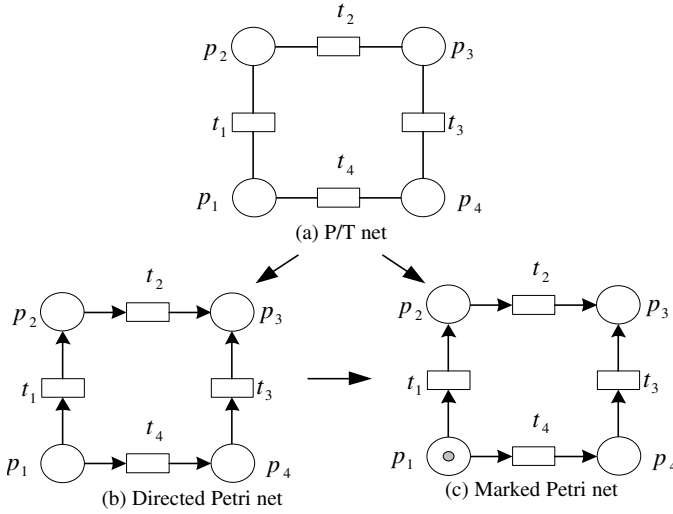 t2
p2
p3
t1
t3
t4
p1
p4
(a) P/T net
t2
p2
p3
t1
t3
t4
p1
p4
(b) Directed Petri net
t2
p2
p3
t1
t3
t4
p1
p4
(c) Marked Petri net